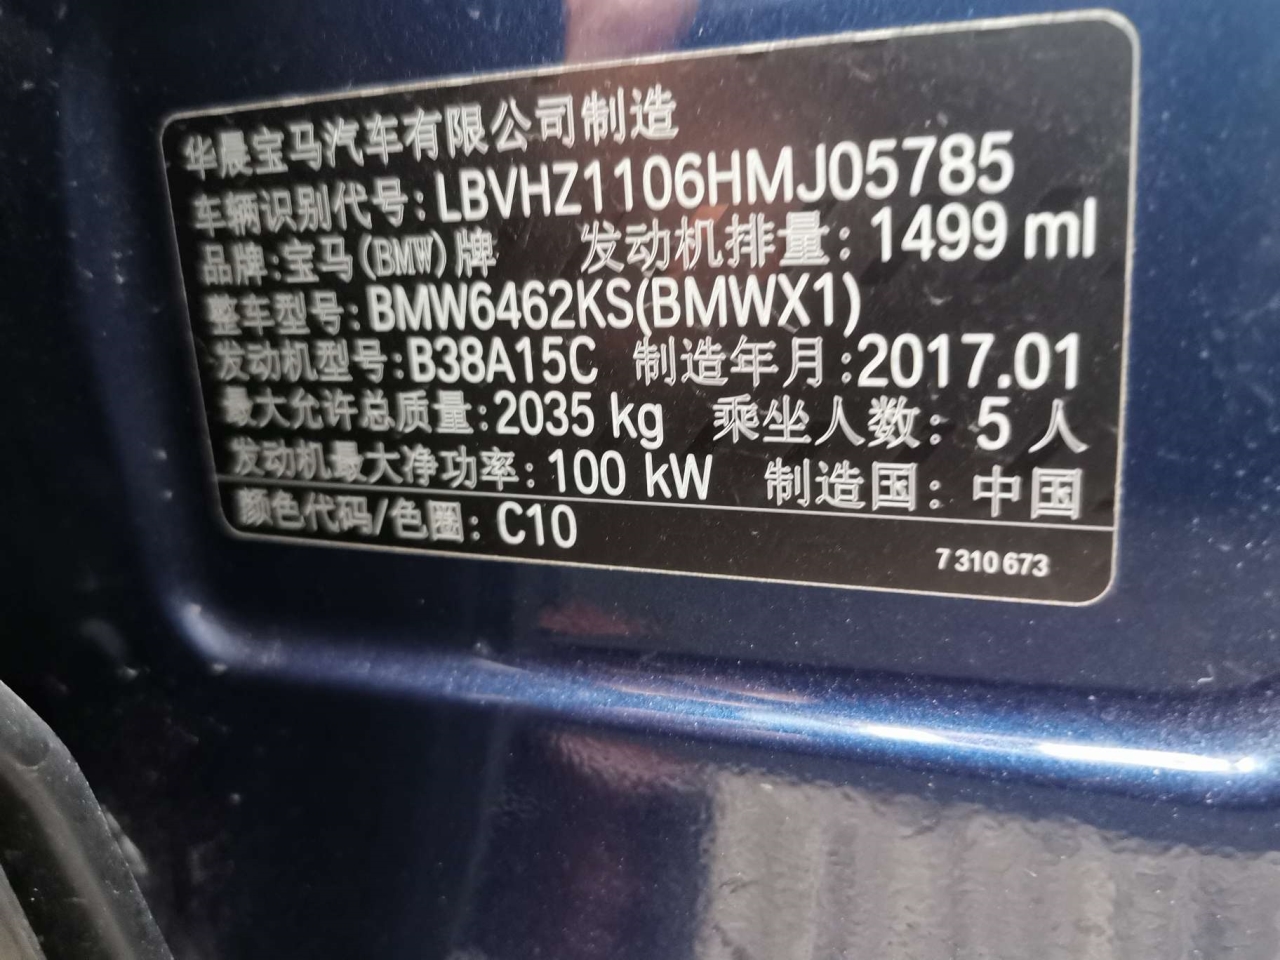 华晨宝马汽车有限公司制造
车辆识别代号: LBVHZ1106HMJ05785
品牌:宝马(BMW)牌 发动机排量: 1499 ml
整车型号: BMW6462KS(BMWX1)
发动机型号: B38A15C 制造年月:2017.01
最大允许总质量: 2035 kg 乘坐人数: 5 人
发动机最大净功率: 100 kW 制造国: 中国
颜色代码/色圈: C10
7 310 673